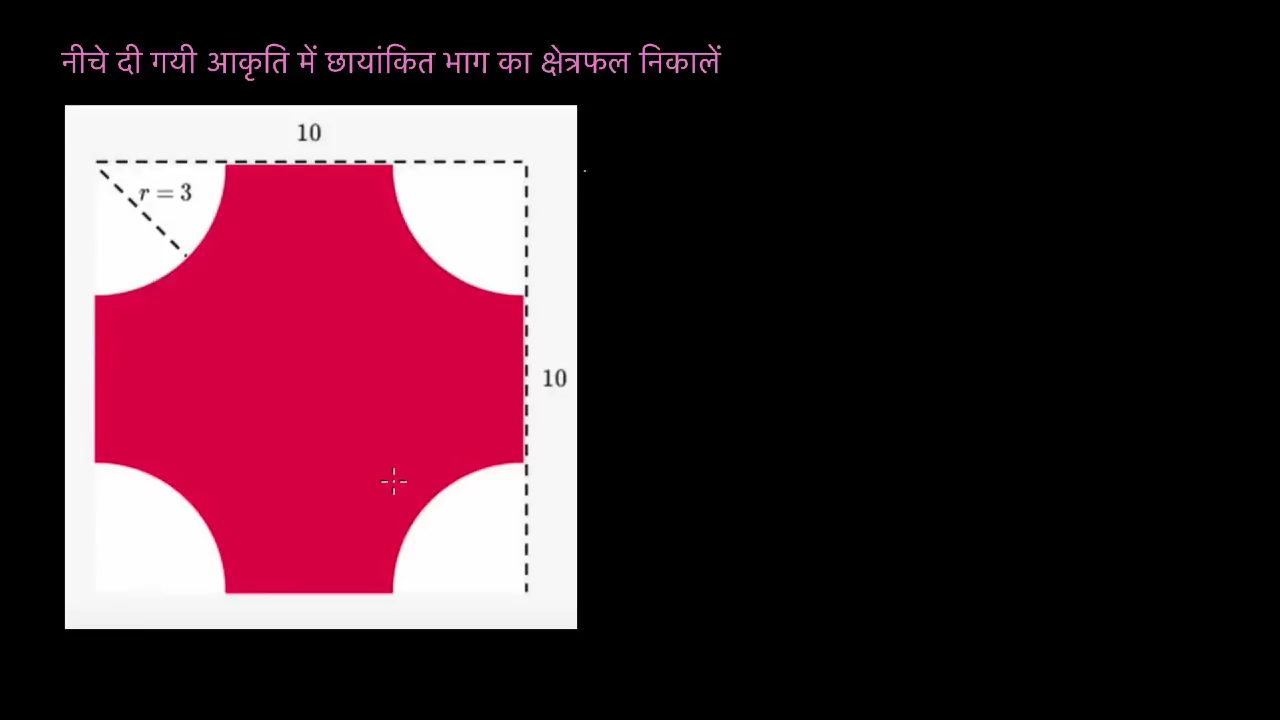 नीचे दी गयी आकृति में छायांकित भाग का क्षेत्रफल निकालें
10
r = 3
10